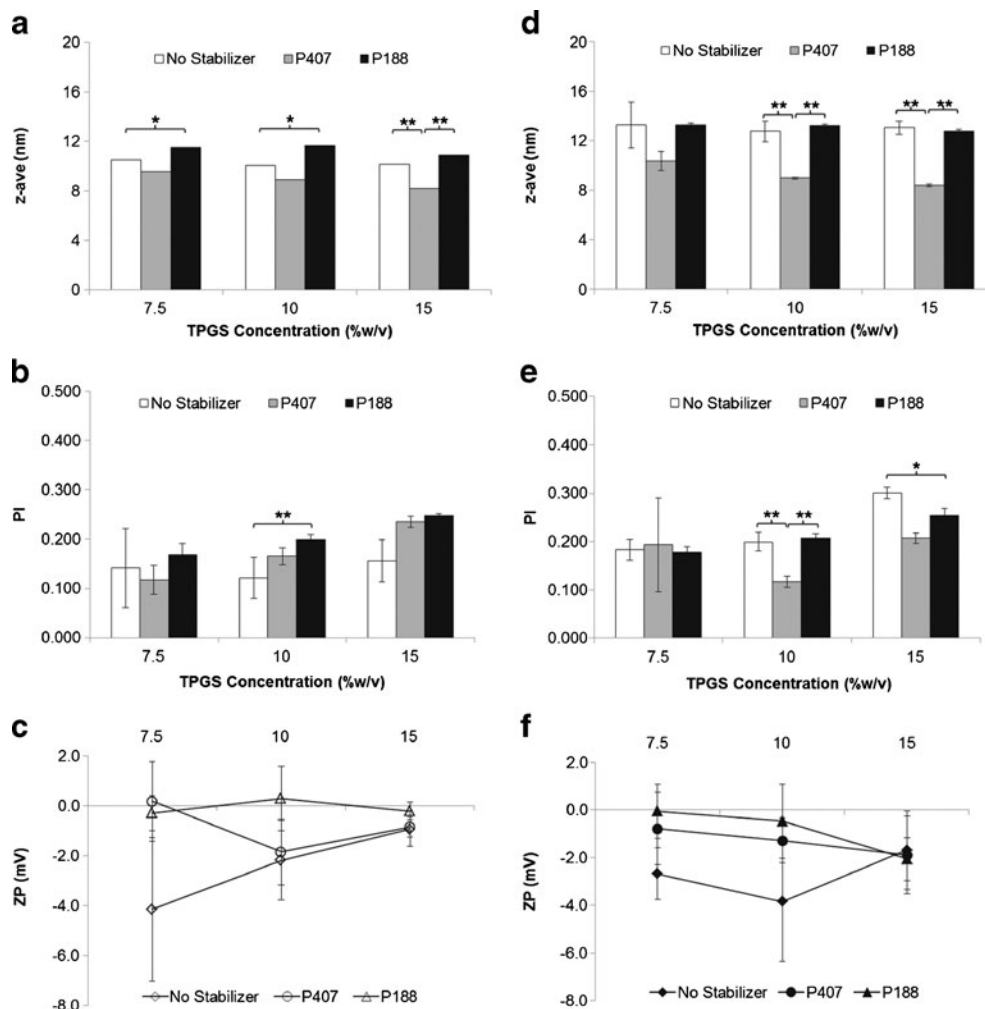 a
20
16
12
8
4
0
z-ave (nm)
No Stabilizer P407 P188
* * ** **
7.5 10 15
TPGS Concentration (%w/v)
d
20
16
12
8
4
0
z-ave (nm)
No Stabilizer P407 P188
** ** ** **
7.5 10 15
TPGS Concentration (%w/v)
b
0.500
0.400
0.300
0.200
0.100
0.000
PI
No Stabilizer P407 P188
**
7.5 10 15
TPGS Concentration (%w/v)
e
0.500
0.400
0.300
0.200
0.100
0.000
PI
No Stabilizer P407 P188
** ** *
7.5 10 15
TPGS Concentration (%w/v)
c
7.5 10 15
2.0
0.0
-2.0
-4.0
-6.0
-8.0
ZP (mV)
No Stabilizer P407 P188
f
7.5 10 15
2.0
0.0
-2.0
-4.0
-6.0
-8.0
ZP (mV)
No Stabilizer P407 P188